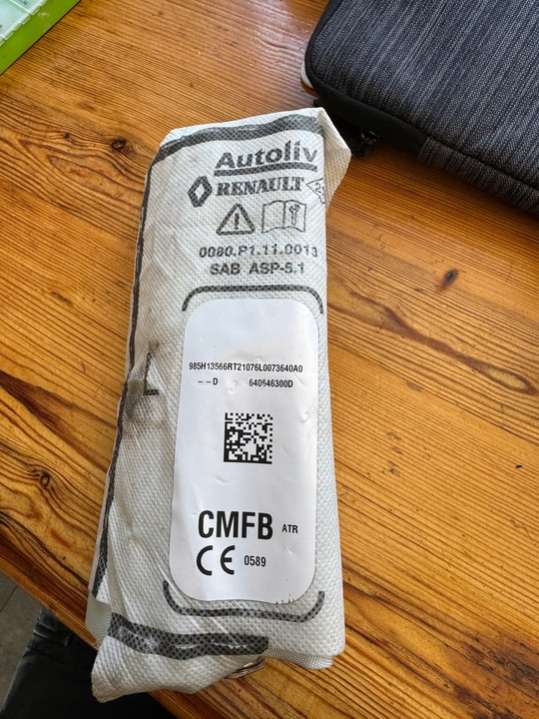 Autoliv
RENAULT
0080.P1.11.0013
SAB ASP-5.1
985H13566RT21076L0073640A0
--D 640546300D
L
CMFB ATR
CE 0589